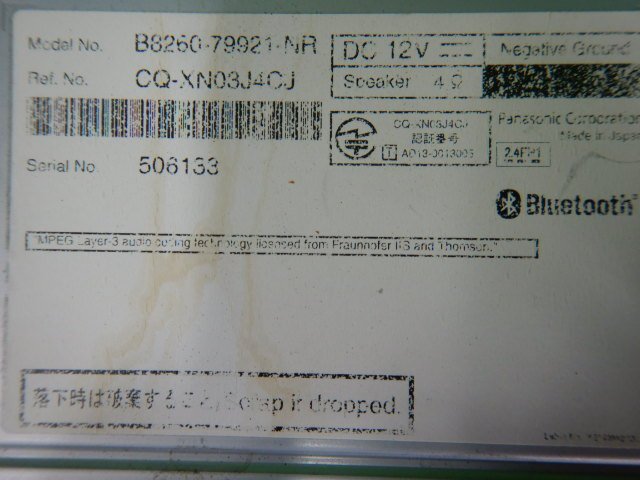 Model No. B8260-79921-NR
DC 12V
Negative Ground
Ref. No. CQ-XN03J4CJ
Speaker 4 Ω
CQ-XN03J4CJ
認証番号
Panasonic Corporation
Made in Japan
2.4FH1
Serial No. 506133
Bluetooth
"MPEG Layer-3 audio coding technology licensed from Fraunhofer IIS and Thomson."
落下時は破棄すること/Scrap if dropped.